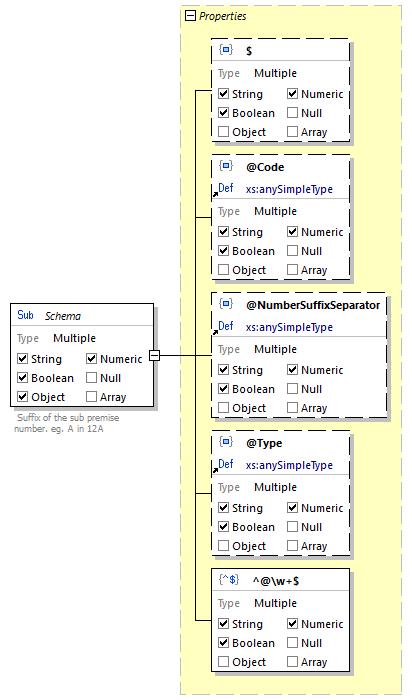 Properties
$
Type Multiple
String Numeric
Boolean Null
Object Array
@Code
Def xs:anySimpleType
Type Multiple
String Numeric
Boolean Null
Object Array
@NumberSuffixSeparator
Def xs:anySimpleType
Type Multiple
String Numeric
Boolean Null
Object Array
Sub Schema
Type Multiple
String Numeric
Boolean Null
Object Array
Suffix of the sub premise
number. eg. A in 12A
@Type
Def xs:anySimpleType
Type Multiple
String Numeric
Boolean Null
Object Array
{^$} ^@\w+$
Type Multiple
String Numeric
Boolean Null
Object Array